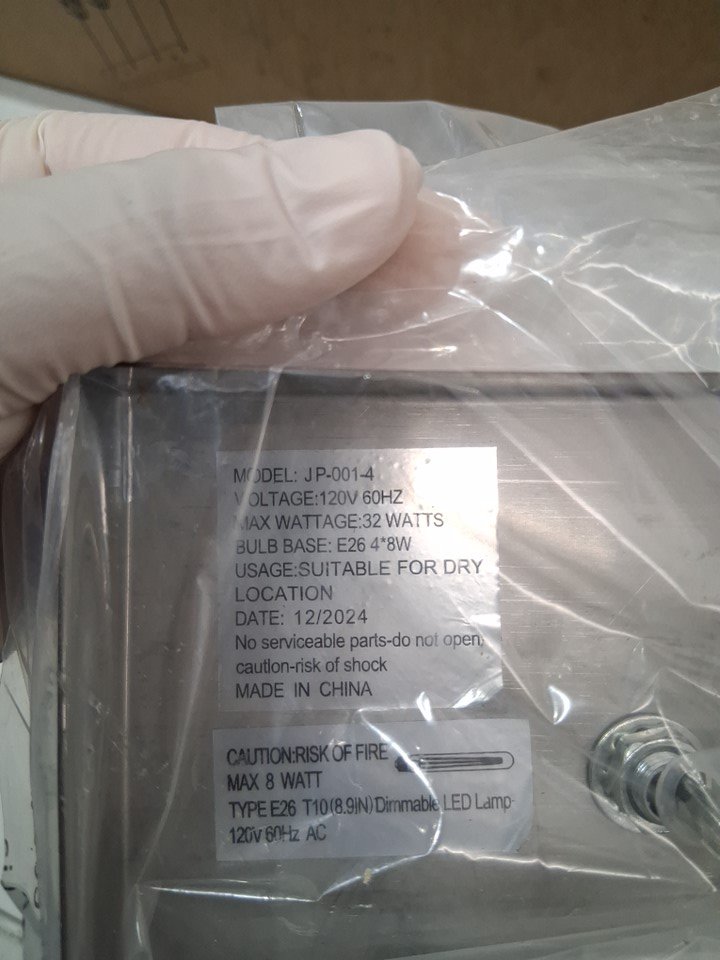 MODEL: JP-001-4
VOLTAGE:120V 60HZ
MAX WATTAGE:32 WATTS
BULB BASE: E26 4*8W
USAGE:SUITABLE FOR DRY
LOCATION
DATE: 12/2024
No serviceable parts-do not open,
caution-risk of shock
MADE IN CHINA
CAUTION:RISK OF FIRE
MAX 8 WATT
TYPE E26 T10(8.9IN)Dimmable LED Lamp-
120v 60Hz AC